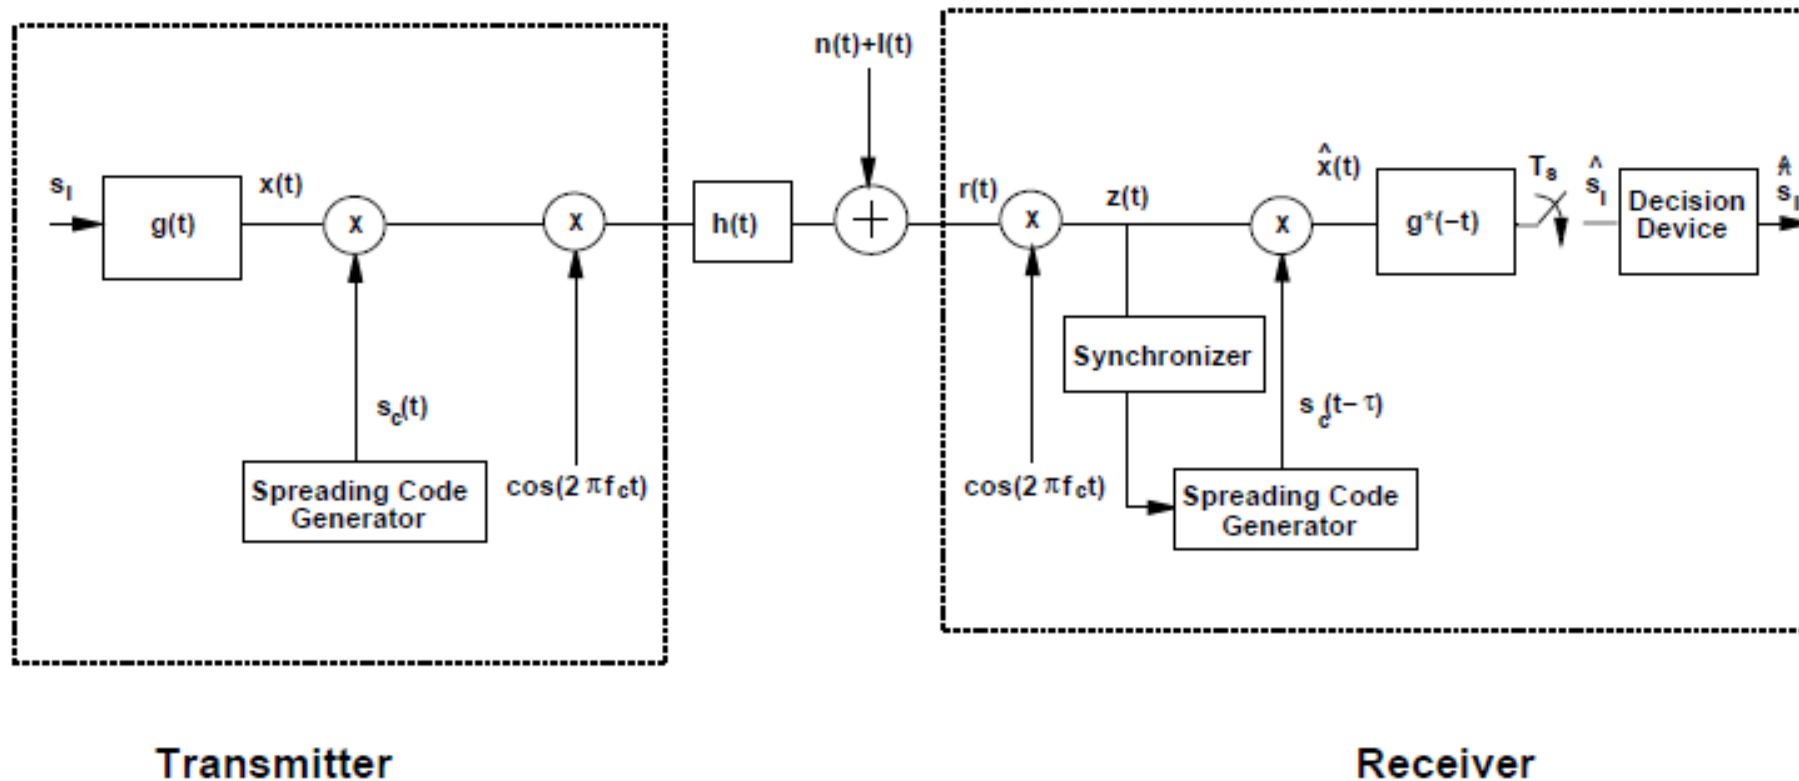 n(t)+I(t)
s_l
g(t)
x(t)
x
x
h(t)
+
r(t)
x
z(t)
x
x̂(t)
g*(−t)
T_s
ŝ_l
Decision
Device
ŝ̂_l
s_c(t)
Spreading Code
Generator
cos(2πf_ct)
Synchronizer
cos(2πf_ct)
s_c(t−τ)
Spreading Code
Generator
Transmitter
Receiver